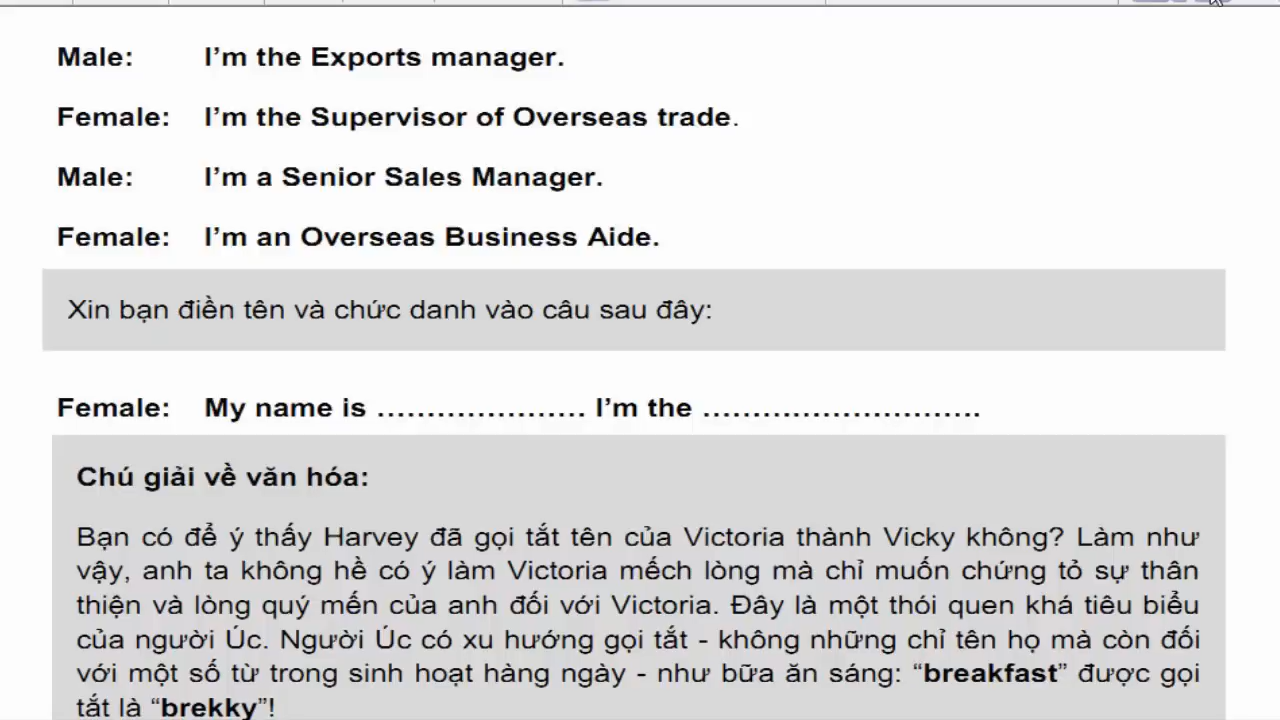 Male: I’m the Exports manager.
Female: I’m the Supervisor of Overseas trade.
Male: I’m a Senior Sales Manager.
Female: I’m an Overseas Business Aide.
Xin bạn điền tên và chức danh vào câu sau đây:
Female: My name is ………………… I’m the ……………………….
Chú giải về văn hóa:
Bạn có để ý thấy Harvey đã gọi tắt tên của Victoria thành Vicky không? Làm như
vậy, anh ta không hề có ý làm Victoria mếch lòng mà chỉ muốn chứng tỏ sự thân
thiện và lòng quý mến của anh đối với Victoria. Đây là một thói quen khá tiêu biểu
của người Úc. Người Úc có xu hướng gọi tắt - không những chỉ tên họ mà còn đối
với một số từ trong sinh hoạt hàng ngày - như bữa ăn sáng: “breakfast” được gọi
tắt là “brekky”!